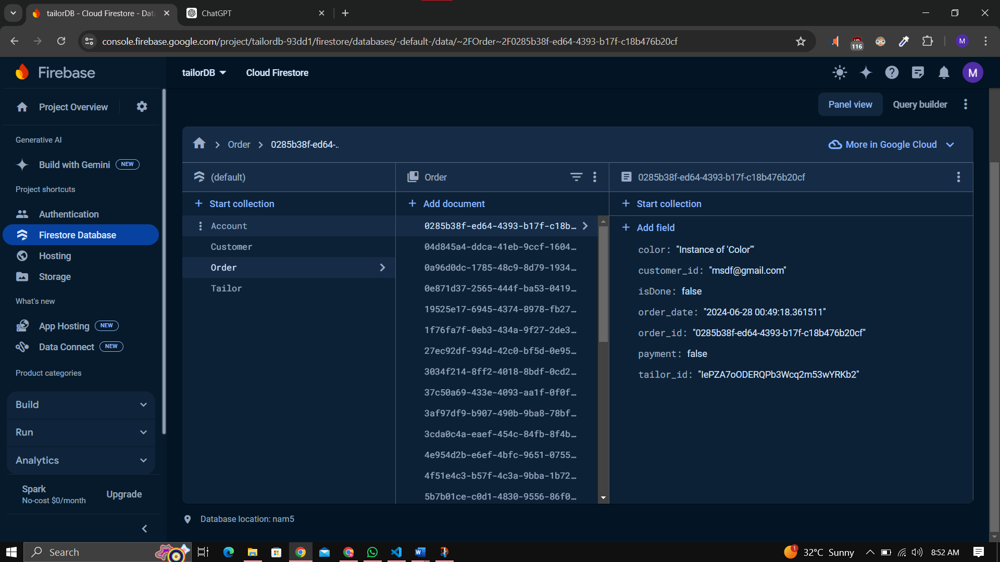 tailorDB - Cloud Firestore - Dat
ChatGPT
console.firebase.google.com/project/tailordb-93dd1/firestore/databases/-default-/data/~2FOrder~2F0285b38f-ed64-4393-b17f-c18b476b20cf
116
M
Firebase
tailorDB
Cloud Firestore
M
Project Overview
Panel view
Query builder
Generative AI
Build with Gemini NEW
Order
0285b38f-ed64-..
More in Google Cloud
Project shortcuts
Authentication
Firestore Database
Hosting
Storage
What's new
App Hosting NEW
Data Connect NEW
Product categories
Build
Run
Analytics
Spark
No-cost $0/month
Upgrade
(default)
Start collection
Account
Customer
Order
Tailor
Order
Add document
0285b38f-ed64-4393-b17f-c18b…
04d845a4-ddca-41eb-9ccf-1604…
0a96d0dc-1785-48c9-8d79-1934…
0e871d37-2565-444f-ba53-0419…
19525e17-6945-4374-8978-fb27…
1f76fa7f-0eb3-434a-9f27-2de3…
27ec92df-934d-42c0-bf5d-0e95…
3034f214-8ff2-4018-8bdf-0cd2…
37c50a69-433e-4093-aa1f-0f0f…
3af97df9-b907-490b-9ba8-78bf…
3cda0c4a-eaef-454c-84fb-8f4b…
4e954d2b-e6ef-4bfc-9651-0755…
4f51e4c3-b57f-4c3a-9bba-1b72…
5b7b01ce-c0d1-4830-9556-86f0…
0285b38f-ed64-4393-b17f-c18b476b20cf
Start collection
Add field
color: "Instance of 'Color'"
customer_id: "msdf@gmail.com"
isDone: false
order_date: "2024-06-28 00:49:18.361511"
order_id: "0285b38f-ed64-4393-b17f-c18b476b20cf"
payment: false
tailor_id: "IePZA7oODERQPb3Wcq2m53wYRKb2"
Database location: nam5
Search
1
32°C Sunny
8:52 AM